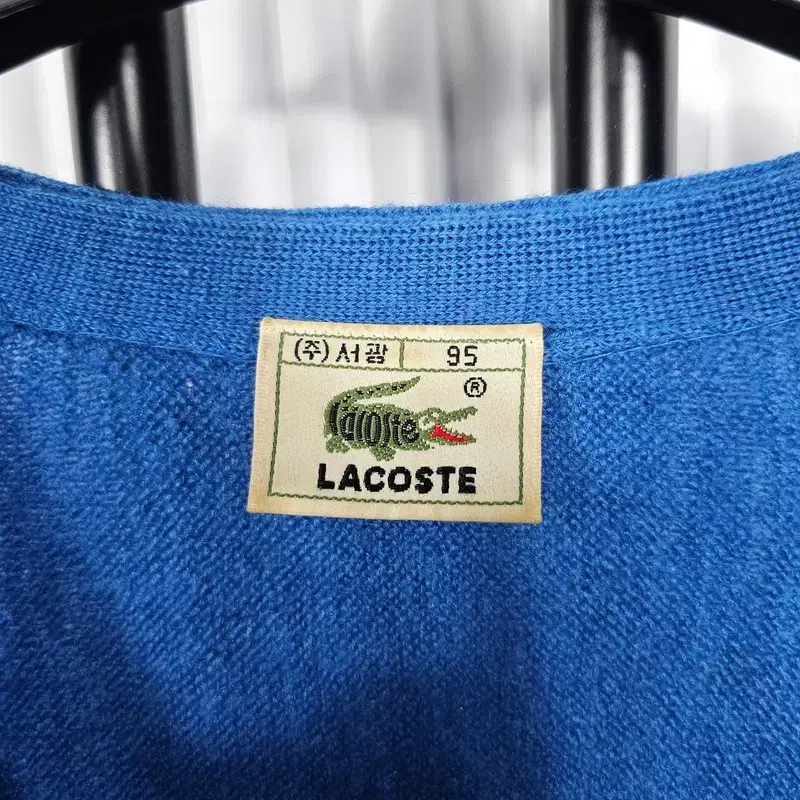 (주) 서광 95
®
Lacoste
LACOSTE